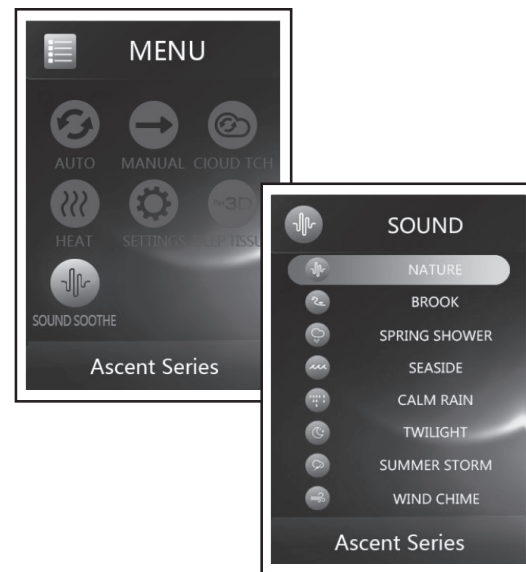 MENU
AUTO MANUAL CIOUD TCH
HEAT SETTINGS
SOUND SOOTHE
Ascent Series
SOUND
NATURE
BROOK
SPRING SHOWER
SEASIDE
CALM RAIN
TWILIGHT
SUMMER STORM
WIND CHIME
Ascent Series